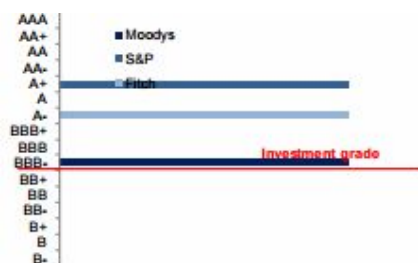 AAA
AA+
AA
AA-
A+
A
A-
BBB+
BBB
BBB-
BB+
BB
BB-
B+
B
B-
Moodys
S&P
Fitch
Investment grade